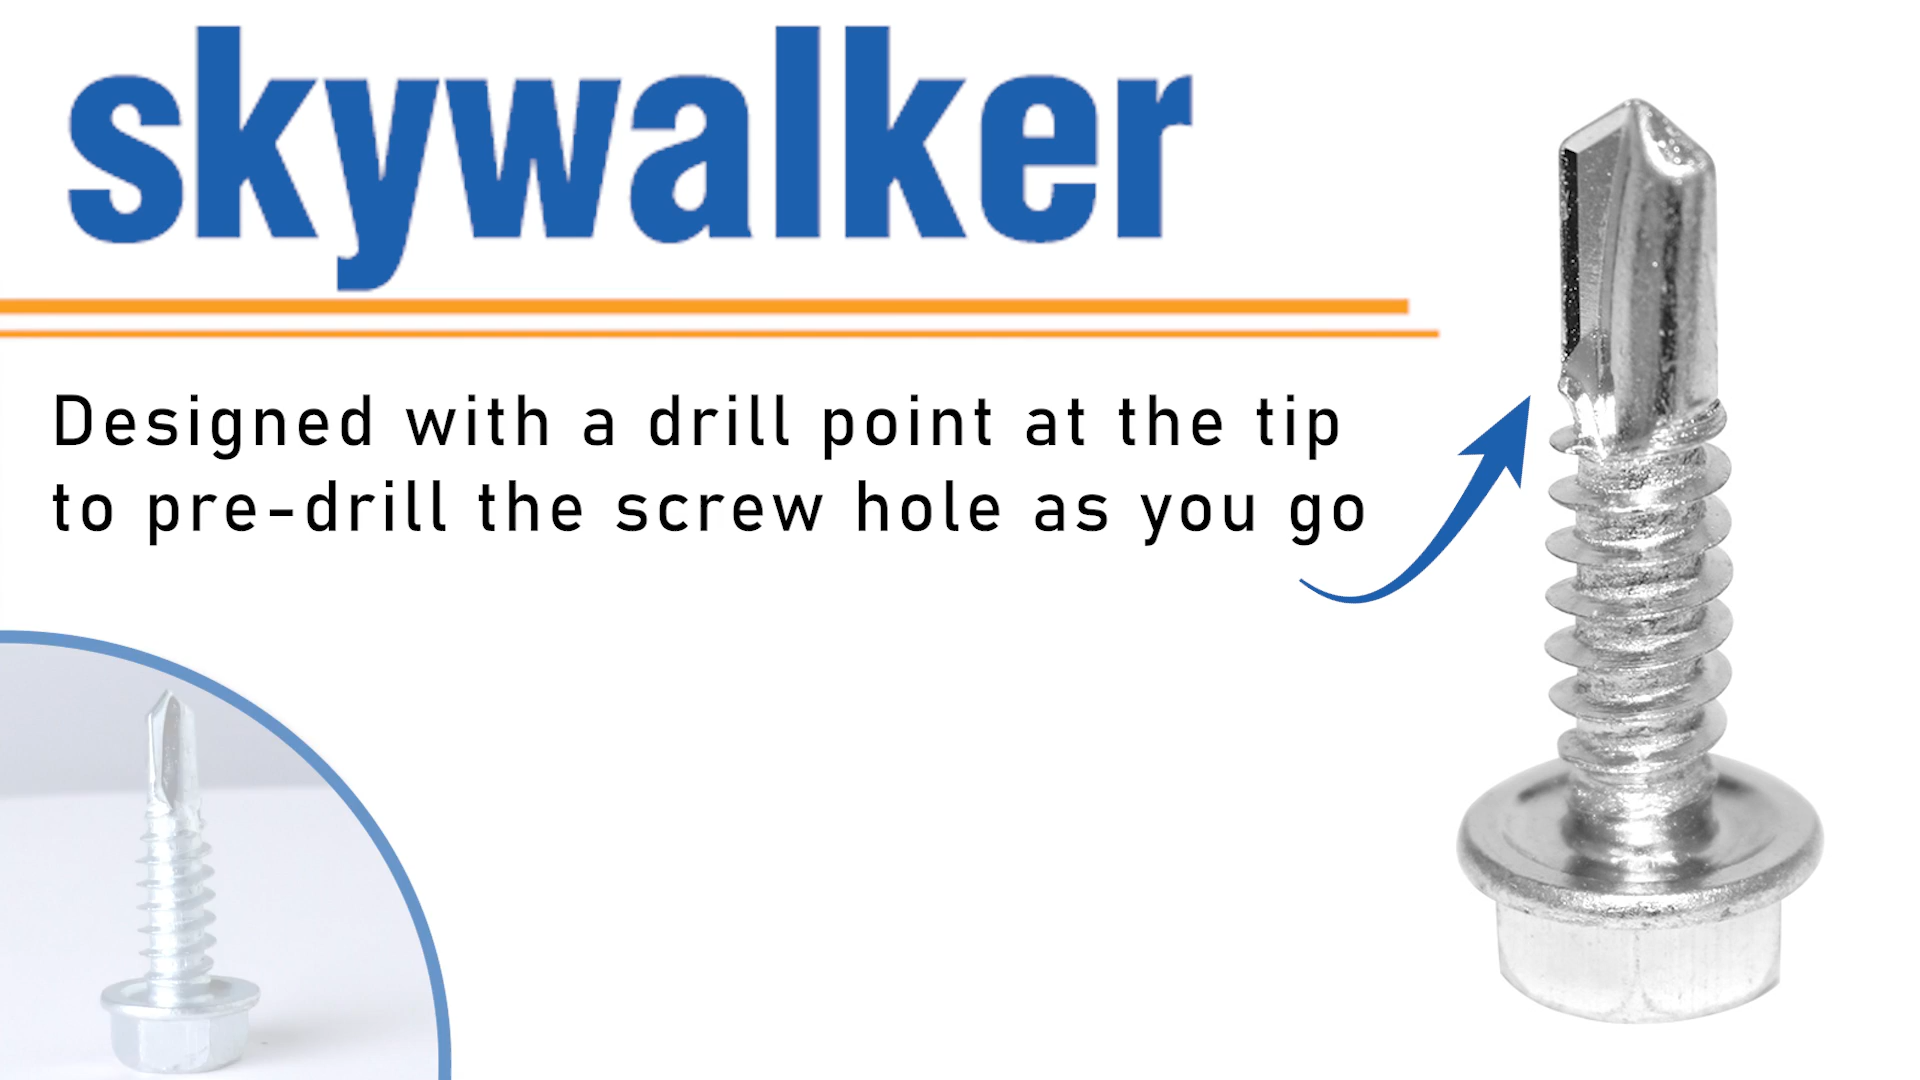 skywalker
Designed with a drill point at the tip
to pre-drill the screw hole as you go